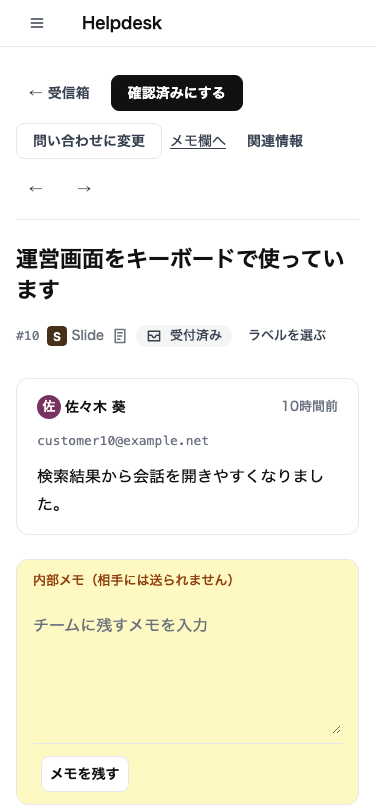 Helpdesk
← 受信箱
確認済みにする
問い合わせに変更
メモ欄へ
関連情報
← →
運営画面をキーボードで使ってい
ます
#10 S Slide 受付済み ラベルを選ぶ
佐 佐々木 葵 10時間前
customer10@example.net
検索結果から会話を開きやすくなりまし
た。
内部メモ（相手には送られません）
チームに残すメモを入力
メモを残す